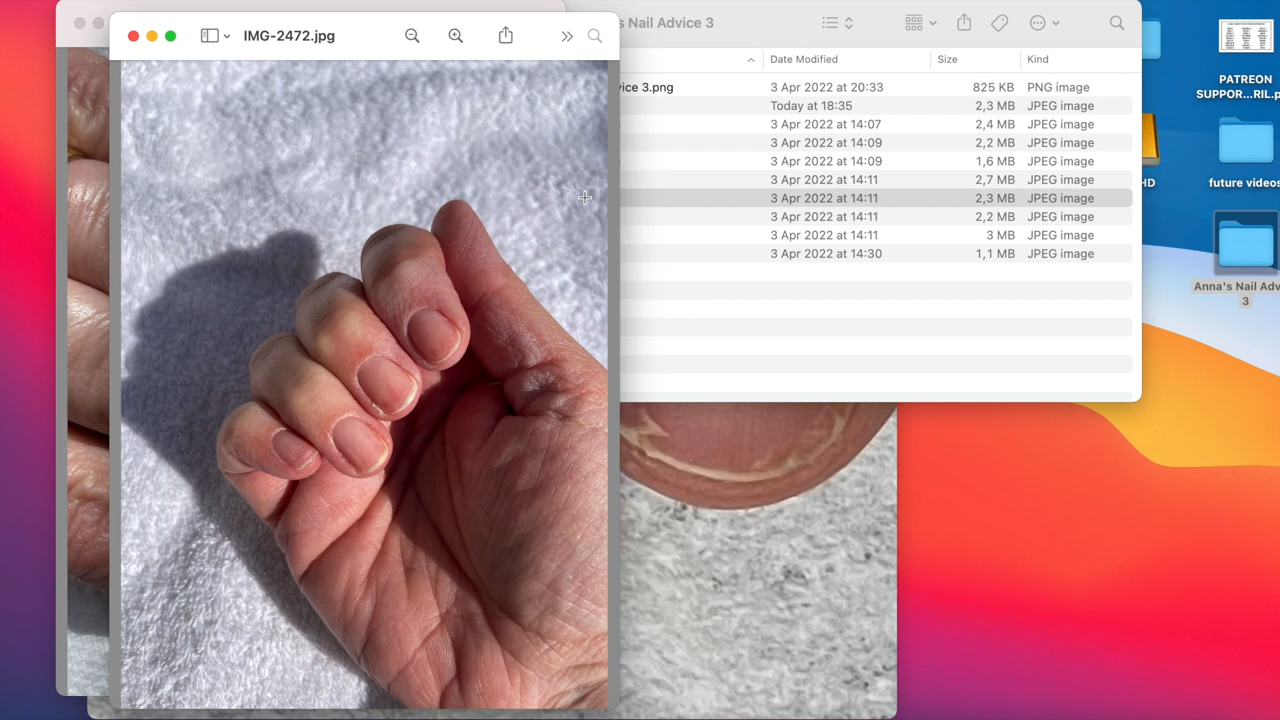 IMG-2472.jpg
s Nail Advice 3
Date Modified
Size
Kind
vice 3.png
3 Apr 2022 at 20:33
825 KB
PNG image
Today at 18:35
2,3 MB
JPEG image
3 Apr 2022 at 14:07
2,4 MB
JPEG image
3 Apr 2022 at 14:09
2,2 MB
JPEG image
3 Apr 2022 at 14:09
1,6 MB
JPEG image
3 Apr 2022 at 14:11
2,7 MB
JPEG image
3 Apr 2022 at 14:11
2,3 MB
JPEG image
3 Apr 2022 at 14:11
2,2 MB
JPEG image
3 Apr 2022 at 14:11
3 MB
JPEG image
3 Apr 2022 at 14:30
1,1 MB
JPEG image
PATREON
SUPPOR...RIL.p
HD
future videos
Anna's Nail Adv
3